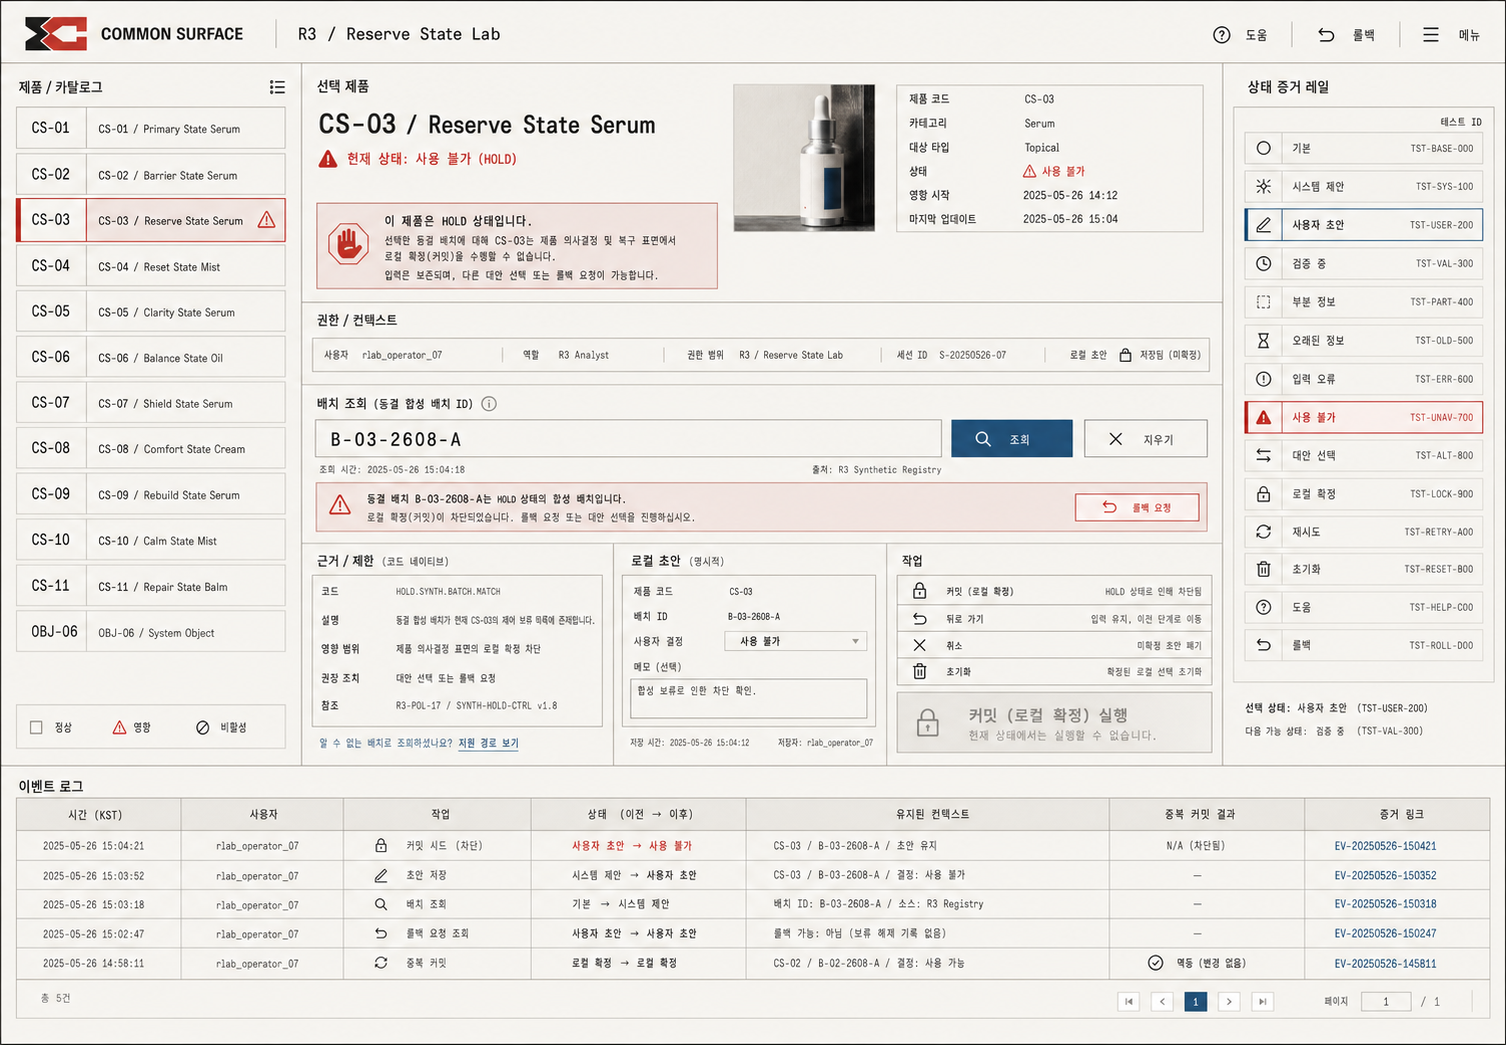 COMMON SURFACE
R3 / Reserve State Lab
도움
롤백
메뉴
제품 / 카탈로그
CS-01 CS-01 / Primary State Serum
CS-02 CS-02 / Barrier State Serum
CS-03 CS-03 / Reserve State Serum
CS-04 CS-04 / Reset State Mist
CS-05 CS-05 / Clarity State Serum
CS-06 CS-06 / Balance State Oil
CS-07 CS-07 / Shield State Serum
CS-08 CS-08 / Comfort State Cream
CS-09 CS-09 / Rebuild State Serum
CS-10 CS-10 / Calm State Mist
CS-11 CS-11 / Repair State Balm
OBJ-06 OBJ-06 / System Object
정상 영향 비활성
선택 제품
CS-03 / Reserve State Serum
현재 상태: 사용 불가 (HOLD)
이 제품은 HOLD 상태입니다.
선택한 동결 배치에 대해 CS-03는 제품 의사결정 및 복구 표면에서
로컬 확정(커밋)을 수행할 수 없습니다.
입력은 보존되며, 다른 대안 선택 또는 롤백 요청이 가능합니다.
제품 코드 CS-03
카테고리 Serum
대상 타입 Topical
상태 사용 불가
영향 시작 2025-05-26 14:12
마지막 업데이트 2025-05-26 15:04
권한 / 컨텍스트
사용자 rlab_operator_07 역할 R3 Analyst 권한 범위 R3 / Reserve State Lab 세션 ID S-20250526-07 로컬 초안 저장됨 (미확정)
배치 조회 (동결 합성 배치 ID)
B-03-2608-A
조회
지우기
조회 시간: 2025-05-26 15:04:18 출처: R3 Synthetic Registry
동결 배치 B-03-2608-A는 HOLD 상태의 합성 배치입니다.
로컬 확정(커밋)이 차단되었습니다. 롤백 요청 또는 대안 선택을 진행하십시오.
롤백 요청
근거 / 제한 (코드 네이티브)
코드 HOLD.SYNTH.BATCH.MATCH
설명 동결 합성 배치가 현재 CS-03의 제어 보류 목록에 존재합니다.
영향 범위 제품 의사결정 표면의 로컬 확정 차단
권장 조치 대안 선택 또는 롤백 요청
참조 R3-POL-17 / SYNTH-HOLD-CTRL v1.8
알 수 없는 배치로 조회하셨나요? 지원 경로 보기
로컬 초안 (명시적)
제품 코드 CS-03
배치 ID B-03-2608-A
사용자 결정 사용 불가
메모 (선택)
합성 보류로 인한 차단 확인.
저장 시간: 2025-05-26 15:04:12 저장자: rlab_operator_07
작업
커밋 (로컬 확정) HOLD 상태로 인해 차단됨
뒤로 가기 입력 유지, 이전 단계로 이동
취소 미확정 초안 폐기
초기화 확정된 로컬 선택 초기화
커밋 (로컬 확정) 실행
현재 상태에서는 실행할 수 없습니다.
상태 증거 레일
테스트 ID
기본 TST-BASE-000
시스템 제안 TST-SYS-100
사용자 초안 TST-USER-200
검증 중 TST-VAL-300
부분 정보 TST-PART-400
오래된 정보 TST-OLD-500
입력 오류 TST-ERR-600
사용 불가 TST-UNAV-700
대안 선택 TST-ALT-800
로컬 확정 TST-LOCK-900
재시도 TST-RETRY-A00
초기화 TST-RESET-B00
도움 TST-HELP-C00
롤백 TST-ROLL-D00
선택 상태: 사용자 초안 (TST-USER-200)
다음 가능 상태: 검증 중 (TST-VAL-300)
이벤트 로그
시간 (KST) 사용자 작업 상태 (이전 → 이후) 유지된 컨텍스트 중복 커밋 결과 증거 링크
2025-05-26 15:04:21 rlab_operator_07 커밋 시드 (차단) 사용자 초안 → 사용 불가 CS-03 / B-03-2608-A / 초안 유지 N/A (차단됨) EV-20250526-150421
2025-05-26 15:03:52 rlab_operator_07 초안 저장 시스템 제안 → 사용자 초안 CS-03 / B-03-2608-A / 결정: 사용 불가 — EV-20250526-150352
2025-05-26 15:03:18 rlab_operator_07 배치 조회 기본 → 시스템 제안 배치 ID: B-03-2608-A / 소스: R3 Registry — EV-20250526-150318
2025-05-26 15:02:47 rlab_operator_07 롤백 요청 조회 사용자 초안 → 사용자 초안 롤백 가능: 아님 (보류 해제 기록 없음) — EV-20250526-150247
2025-05-26 14:58:11 rlab_operator_07 중복 커밋 로컬 확정 → 로컬 확정 CS-02 / B-02-2608-A / 결정: 사용 가능 멱등 (변경 없음) EV-20250526-145811
총 5건
1
페이지 1 / 1